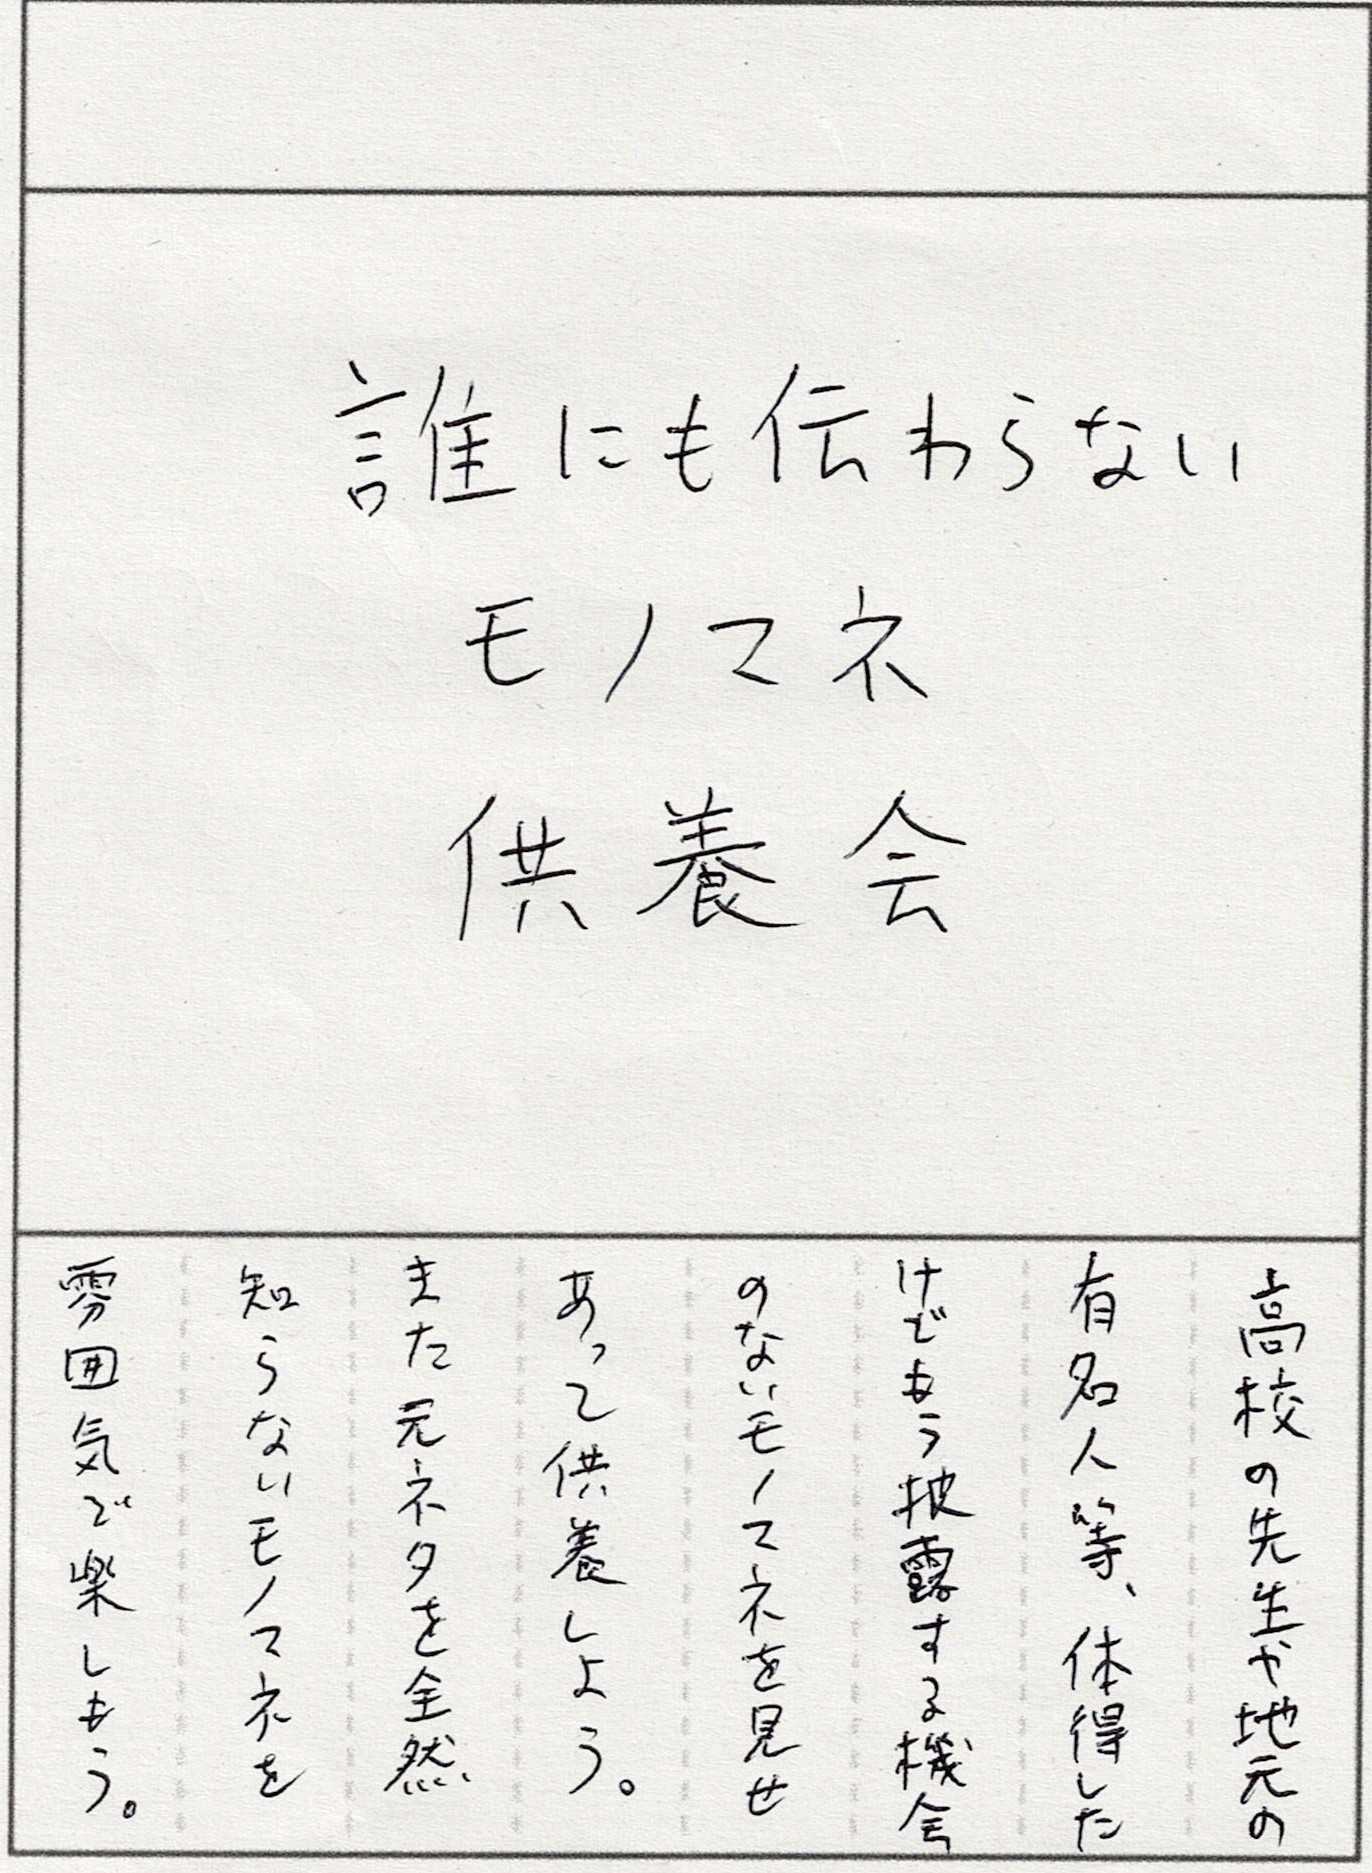 誰にも伝わらない
モノマネ
供養会
高校の先生や地元の
有名人等、体得した
けどもう披露する機会
のないモノマネを見せ
あって供養しよう。
また元ネタを全然
知らないモノマネを
雰囲気で楽しもう。